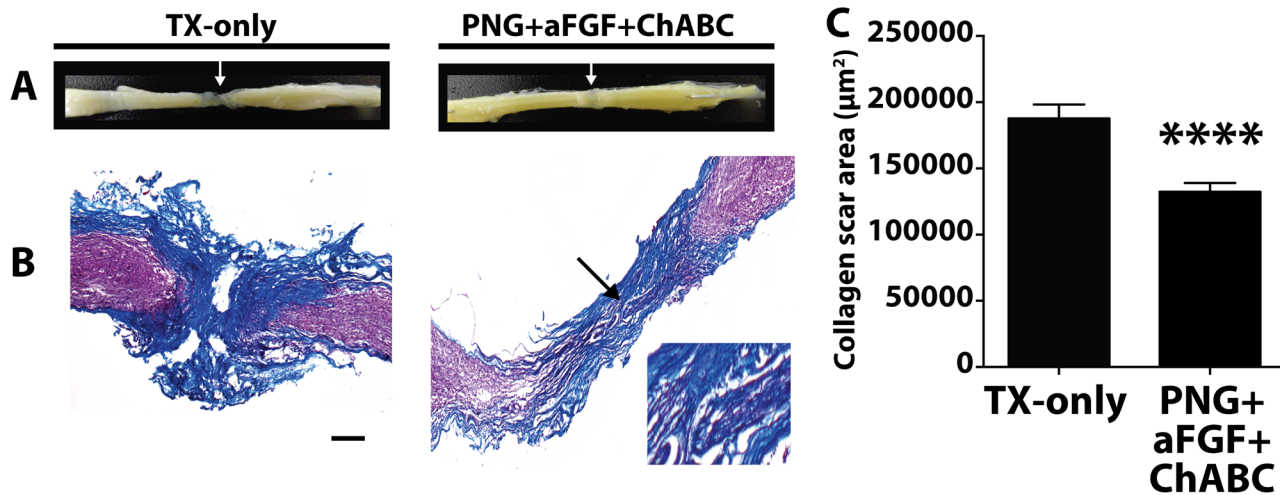 TX-only
PNG+aFGF+ChABC
A
B
C
Collagen scar area (µm²)
250000
200000
150000
100000
50000
0
****
TX-only
PNG+
aFGF+
ChABC